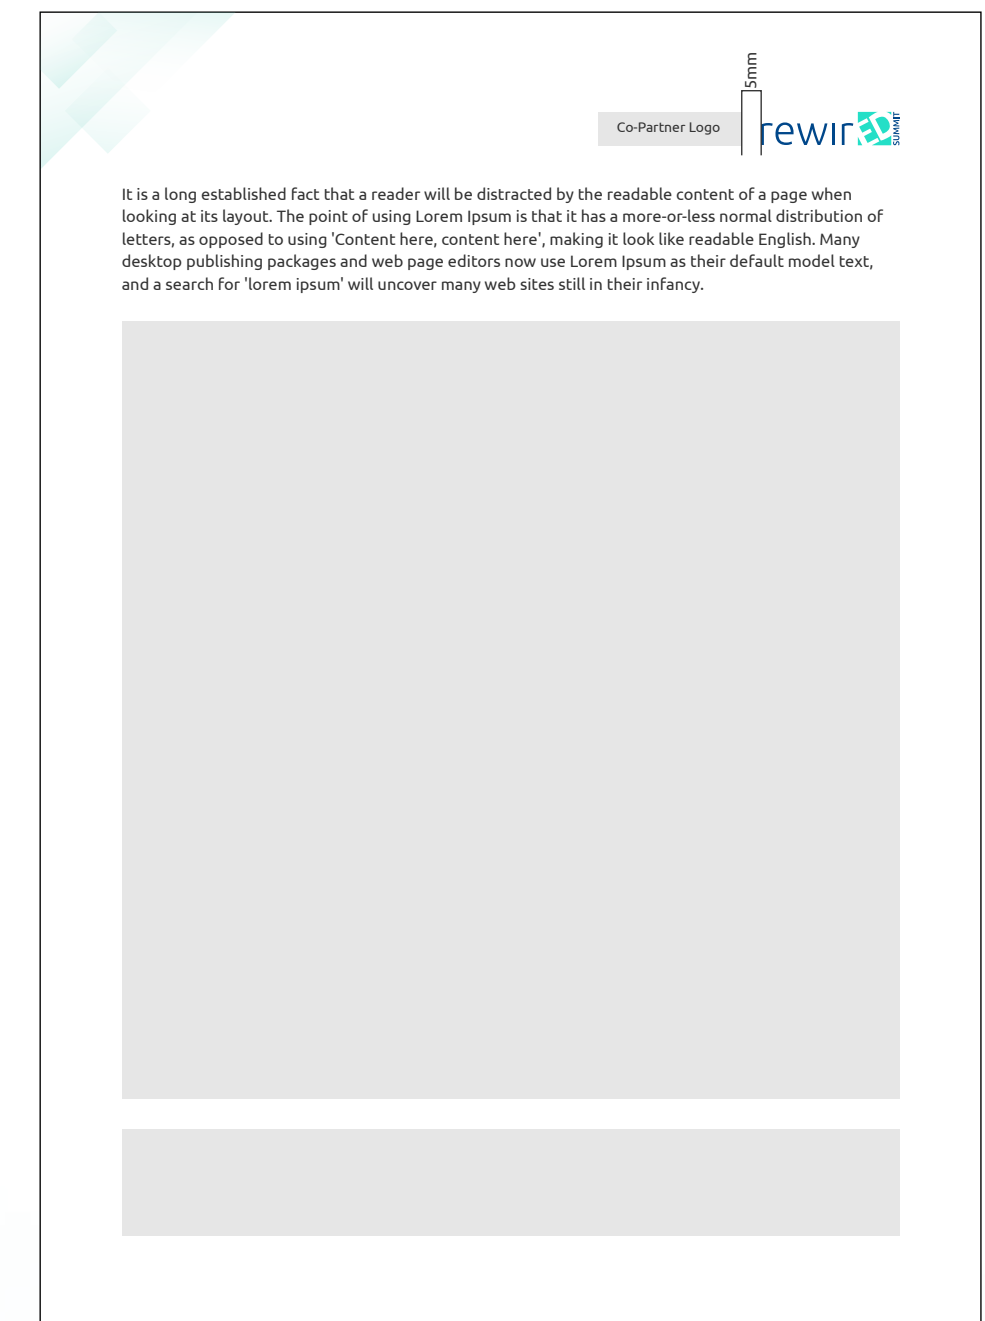 5mm
Co-Partner Logo
rewirED SUMMIT
It is a long established fact that a reader will be distracted by the readable content of a page when
looking at its layout. The point of using Lorem Ipsum is that it has a more-or-less normal distribution of
letters, as opposed to using 'Content here, content here', making it look like readable English. Many
desktop publishing packages and web page editors now use Lorem Ipsum as their default model text,
and a search for 'lorem ipsum' will uncover many web sites still in their infancy.